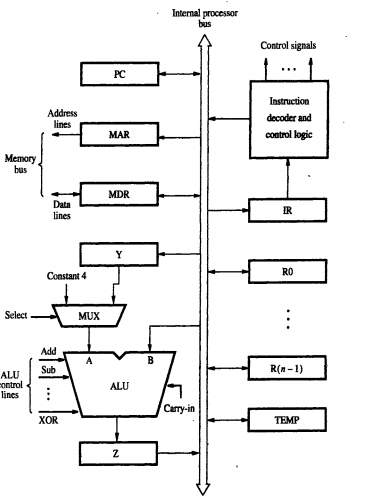 Internal processor
bus
Control signals
...
PC
Instruction
decoder and
control logic
Address
lines
MAR
Memory
bus
MDR
Data
lines
IR
Y
R0
Constant 4
Select
MUX
Add
A
B
Sub
ALU
control
lines
ALU
R(n − 1)
Carry-in
XOR
TEMP
Z